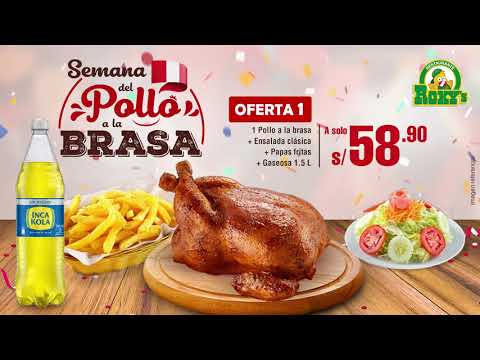 Semana
del
Pollo
a la
BRASA
OFERTA 1
1 Pollo a la brasa
+ Ensalada clásica
+ Papas fritas
+ Gaseosa 1.5 L
A solo
S/58.90
RESTAURANTE
ROKY'S
INCA
KOLA